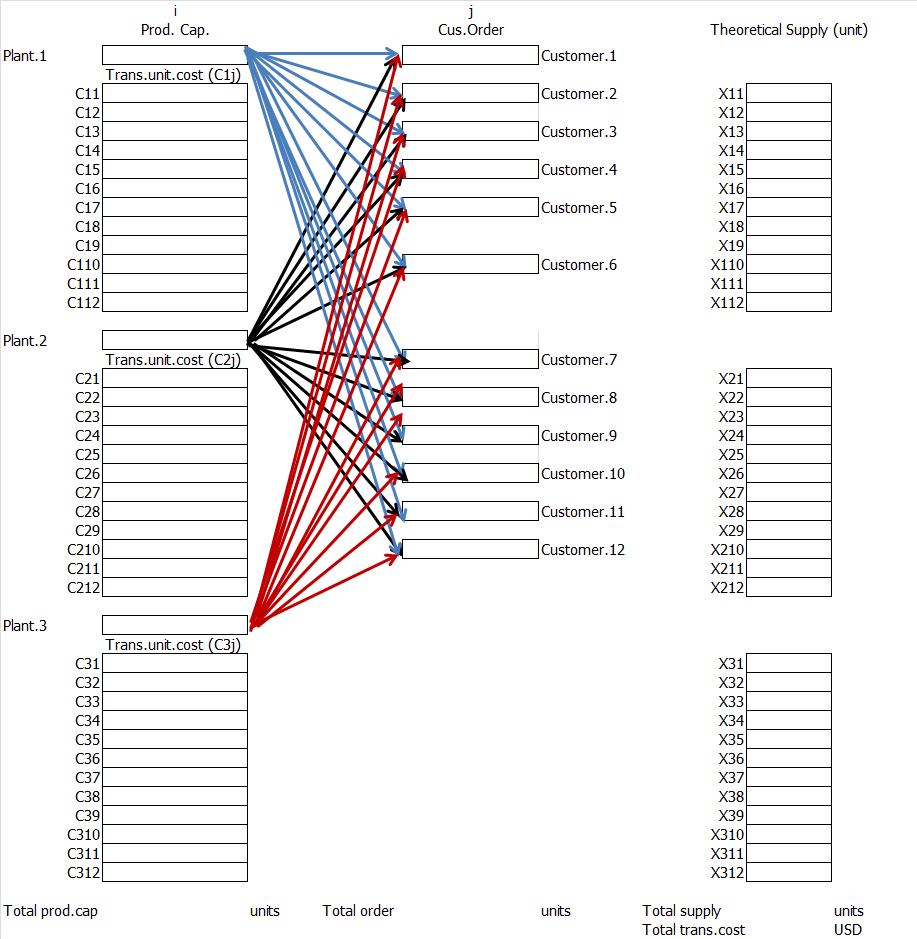 i j
Prod. Cap. Cus.Order Theoretical Supply (unit)
Plant.1 Customer.1
Trans.unit.cost (C1j)
C11 Customer.2 X11
C12 X12
C13 Customer.3 X13
C14 X14
C15 Customer.4 X15
C16 X16
C17 Customer.5 X17
C18 X18
C19 X19
C110 Customer.6 X110
C111 X111
C112 X112
Plant.2
Trans.unit.cost (C2j) Customer.7
C21 X21
C22 Customer.8 X22
C23 X23
C24 Customer.9 X24
C25 X25
C26 Customer.10 X26
C27 X27
C28 Customer.11 X28
C29 X29
C210 Customer.12 X210
C211 X211
C212 X212
Plant.3
Trans.unit.cost (C3j)
C31 X31
C32 X32
C33 X33
C34 X34
C35 X35
C36 X36
C37 X37
C38 X38
C39 X39
C310 X310
C311 X311
C312 X312
Total prod.cap units Total order units Total supply units
Total trans.cost USD